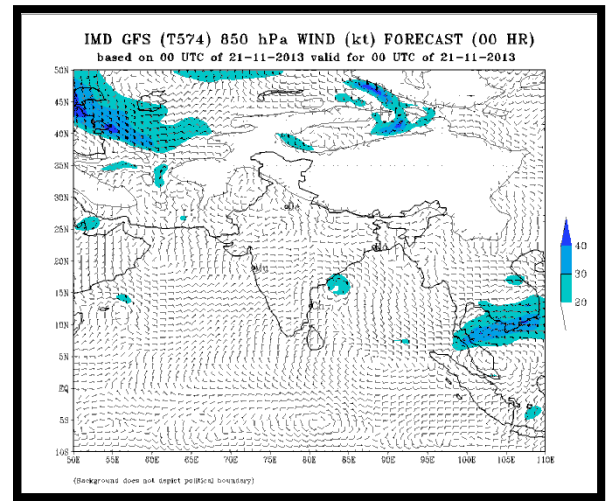 IMD GFS (T574) 850 hPa WIND (kt) FORECAST (00 HR)
based on 00 UTC of 21-11-2013 valid for 00 UTC of 21-11-2013
50N
45N
40N
35N
30N
25N
20N
15N
10N
5N
5S
10S
40
30
20
50E 55E 60E 65E 70E 75E 80E 85E 90E 95E 100E 105E 110E
(Background does not depict political boundary)